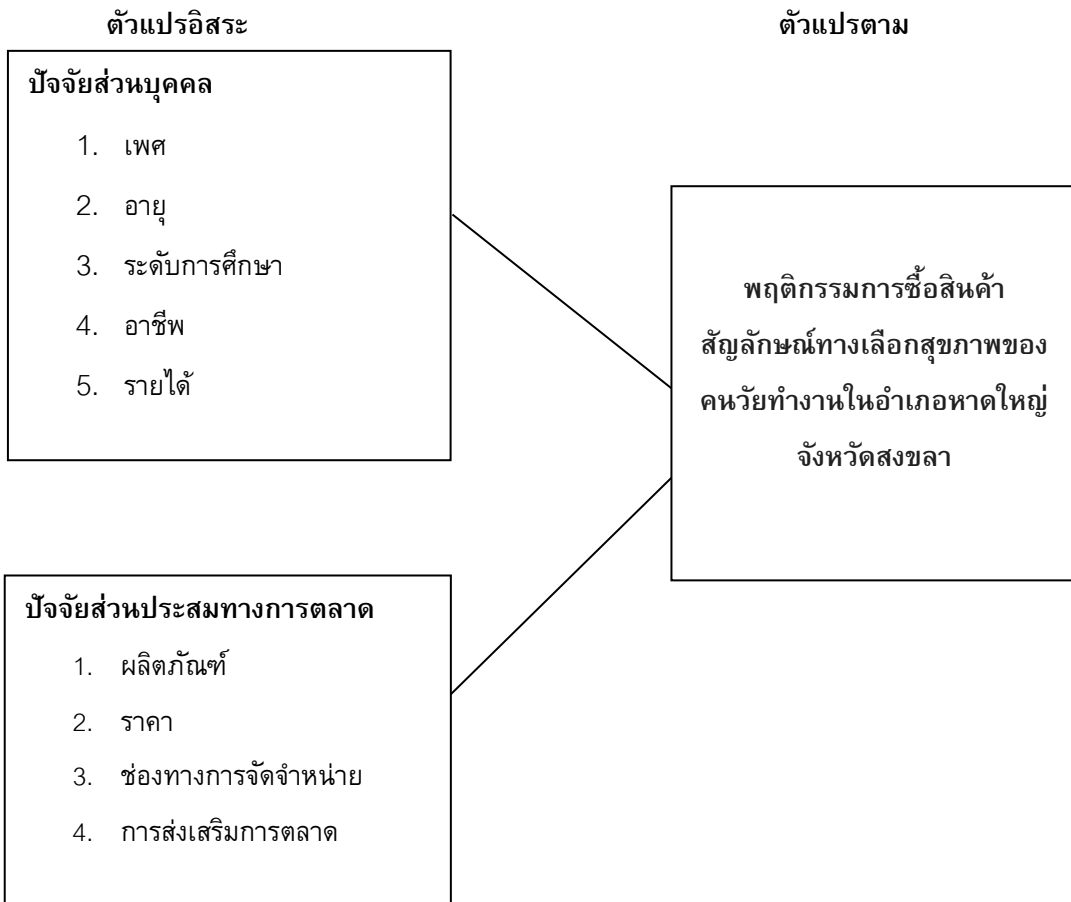 ตัวแปรอิสระ
ตัวแปรตาม
ปัจจัยส่วนบุคคล
1. เพศ
2. อายุ
3. ระดับการศึกษา
4. อาชีพ
5. รายได้
พฤติกรรมการซื้อสินค้า
สัญลักษณ์ทางเลือกสุขภาพของ
คนวัยทำงานในอำเภอหาดใหญ่
จังหวัดสงขลา
ปัจจัยส่วนประสมทางการตลาด
1. ผลิตภัณฑ์
2. ราคา
3. ช่องทางการจัดจำหน่าย
4. การส่งเสริมการตลาด